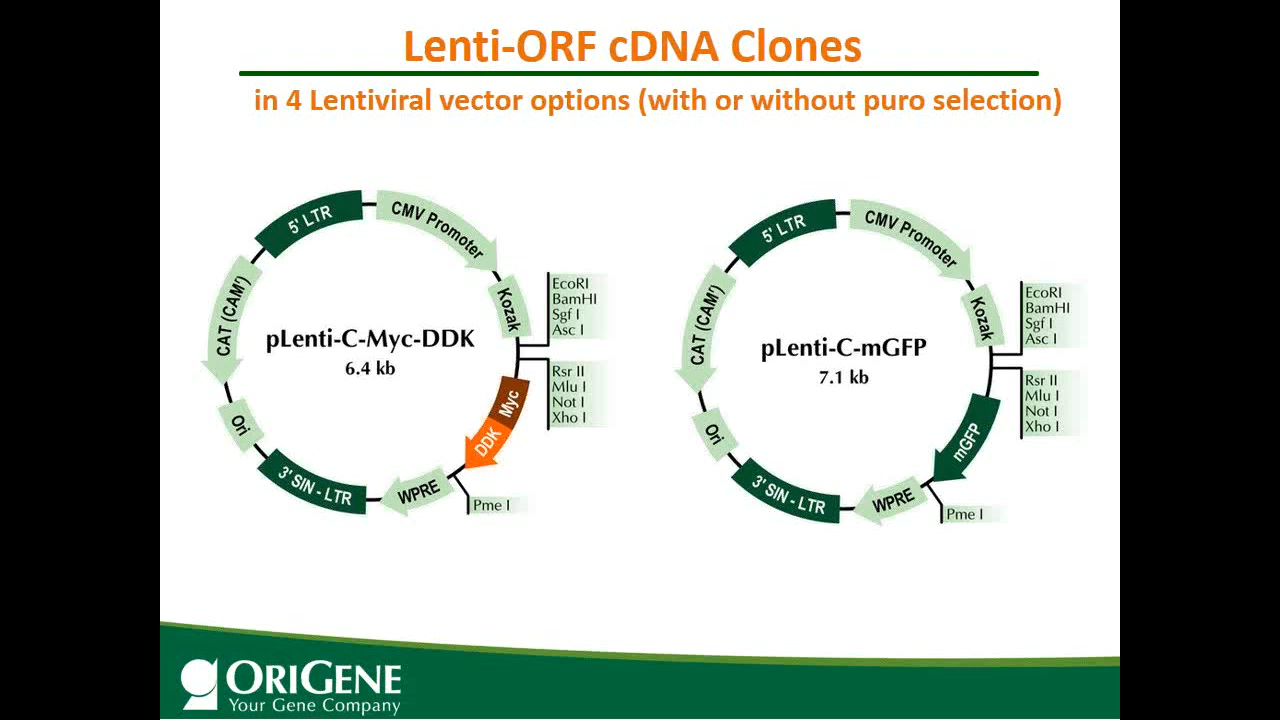 Lenti-ORF cDNA Clones
in 4 Lentiviral vector options (with or without puro selection)
5' LTR
CMV Promoter
Kozak
EcoRI
BamHI
Sgf I
Asc I
Rsr II
Mlu I
Not I
Xho I
Myc
DDK
Pme I
WPRE
3' SIN - LTR
Ori
CAT (CAM^r)
pLenti-C-Myc-DDK
6.4 kb
5' LTR
CMV Promoter
Kozak
EcoRI
BamHI
Sgf I
Asc I
Rsr II
Mlu I
Not I
Xho I
mGFP
Pme I
WPRE
3' SIN - LTR
Ori
CAT (CAM^r)
pLenti-C-mGFP
7.1 kb
ORIGENE
Your Gene Company